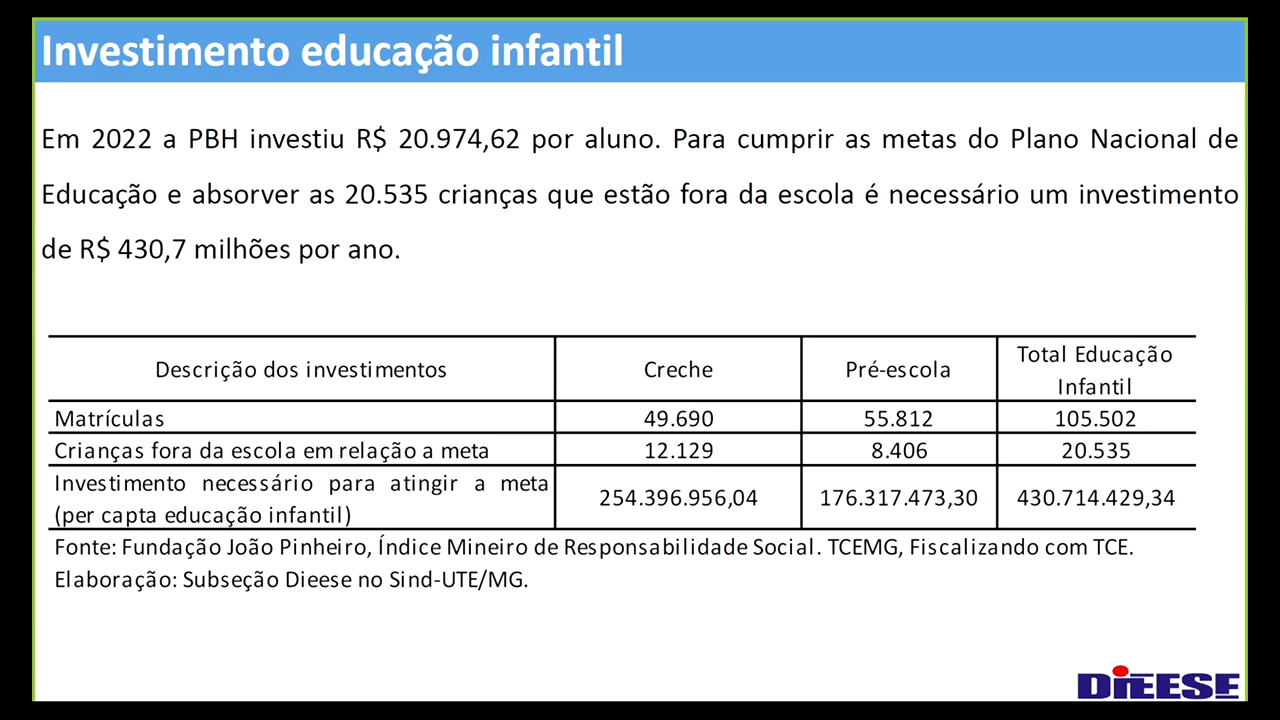 Investimento educação infantil
Em 2022 a PBH investiu R$ 20.974,62 por aluno. Para cumprir as metas do Plano Nacional de
Educação e absorver as 20.535 crianças que estão fora da escola é necessário um investimento
de R$ 430,7 milhões por ano.
Descrição dos investimentos Creche Pré-escola Total Educação
Infantil
Matrículas 49.690 55.812 105.502
Crianças fora da escola em relação a meta 12.129 8.406 20.535
Investimento necessário para atingir a meta
(per capta educação infantil) 254.396.956,04 176.317.473,30 430.714.429,34
Fonte: Fundação João Pinheiro, Índice Mineiro de Responsabilidade Social. TCEMG, Fiscalizando com TCE.
Elaboração: Subseção Dieese no Sind-UTE/MG.
DIEESE